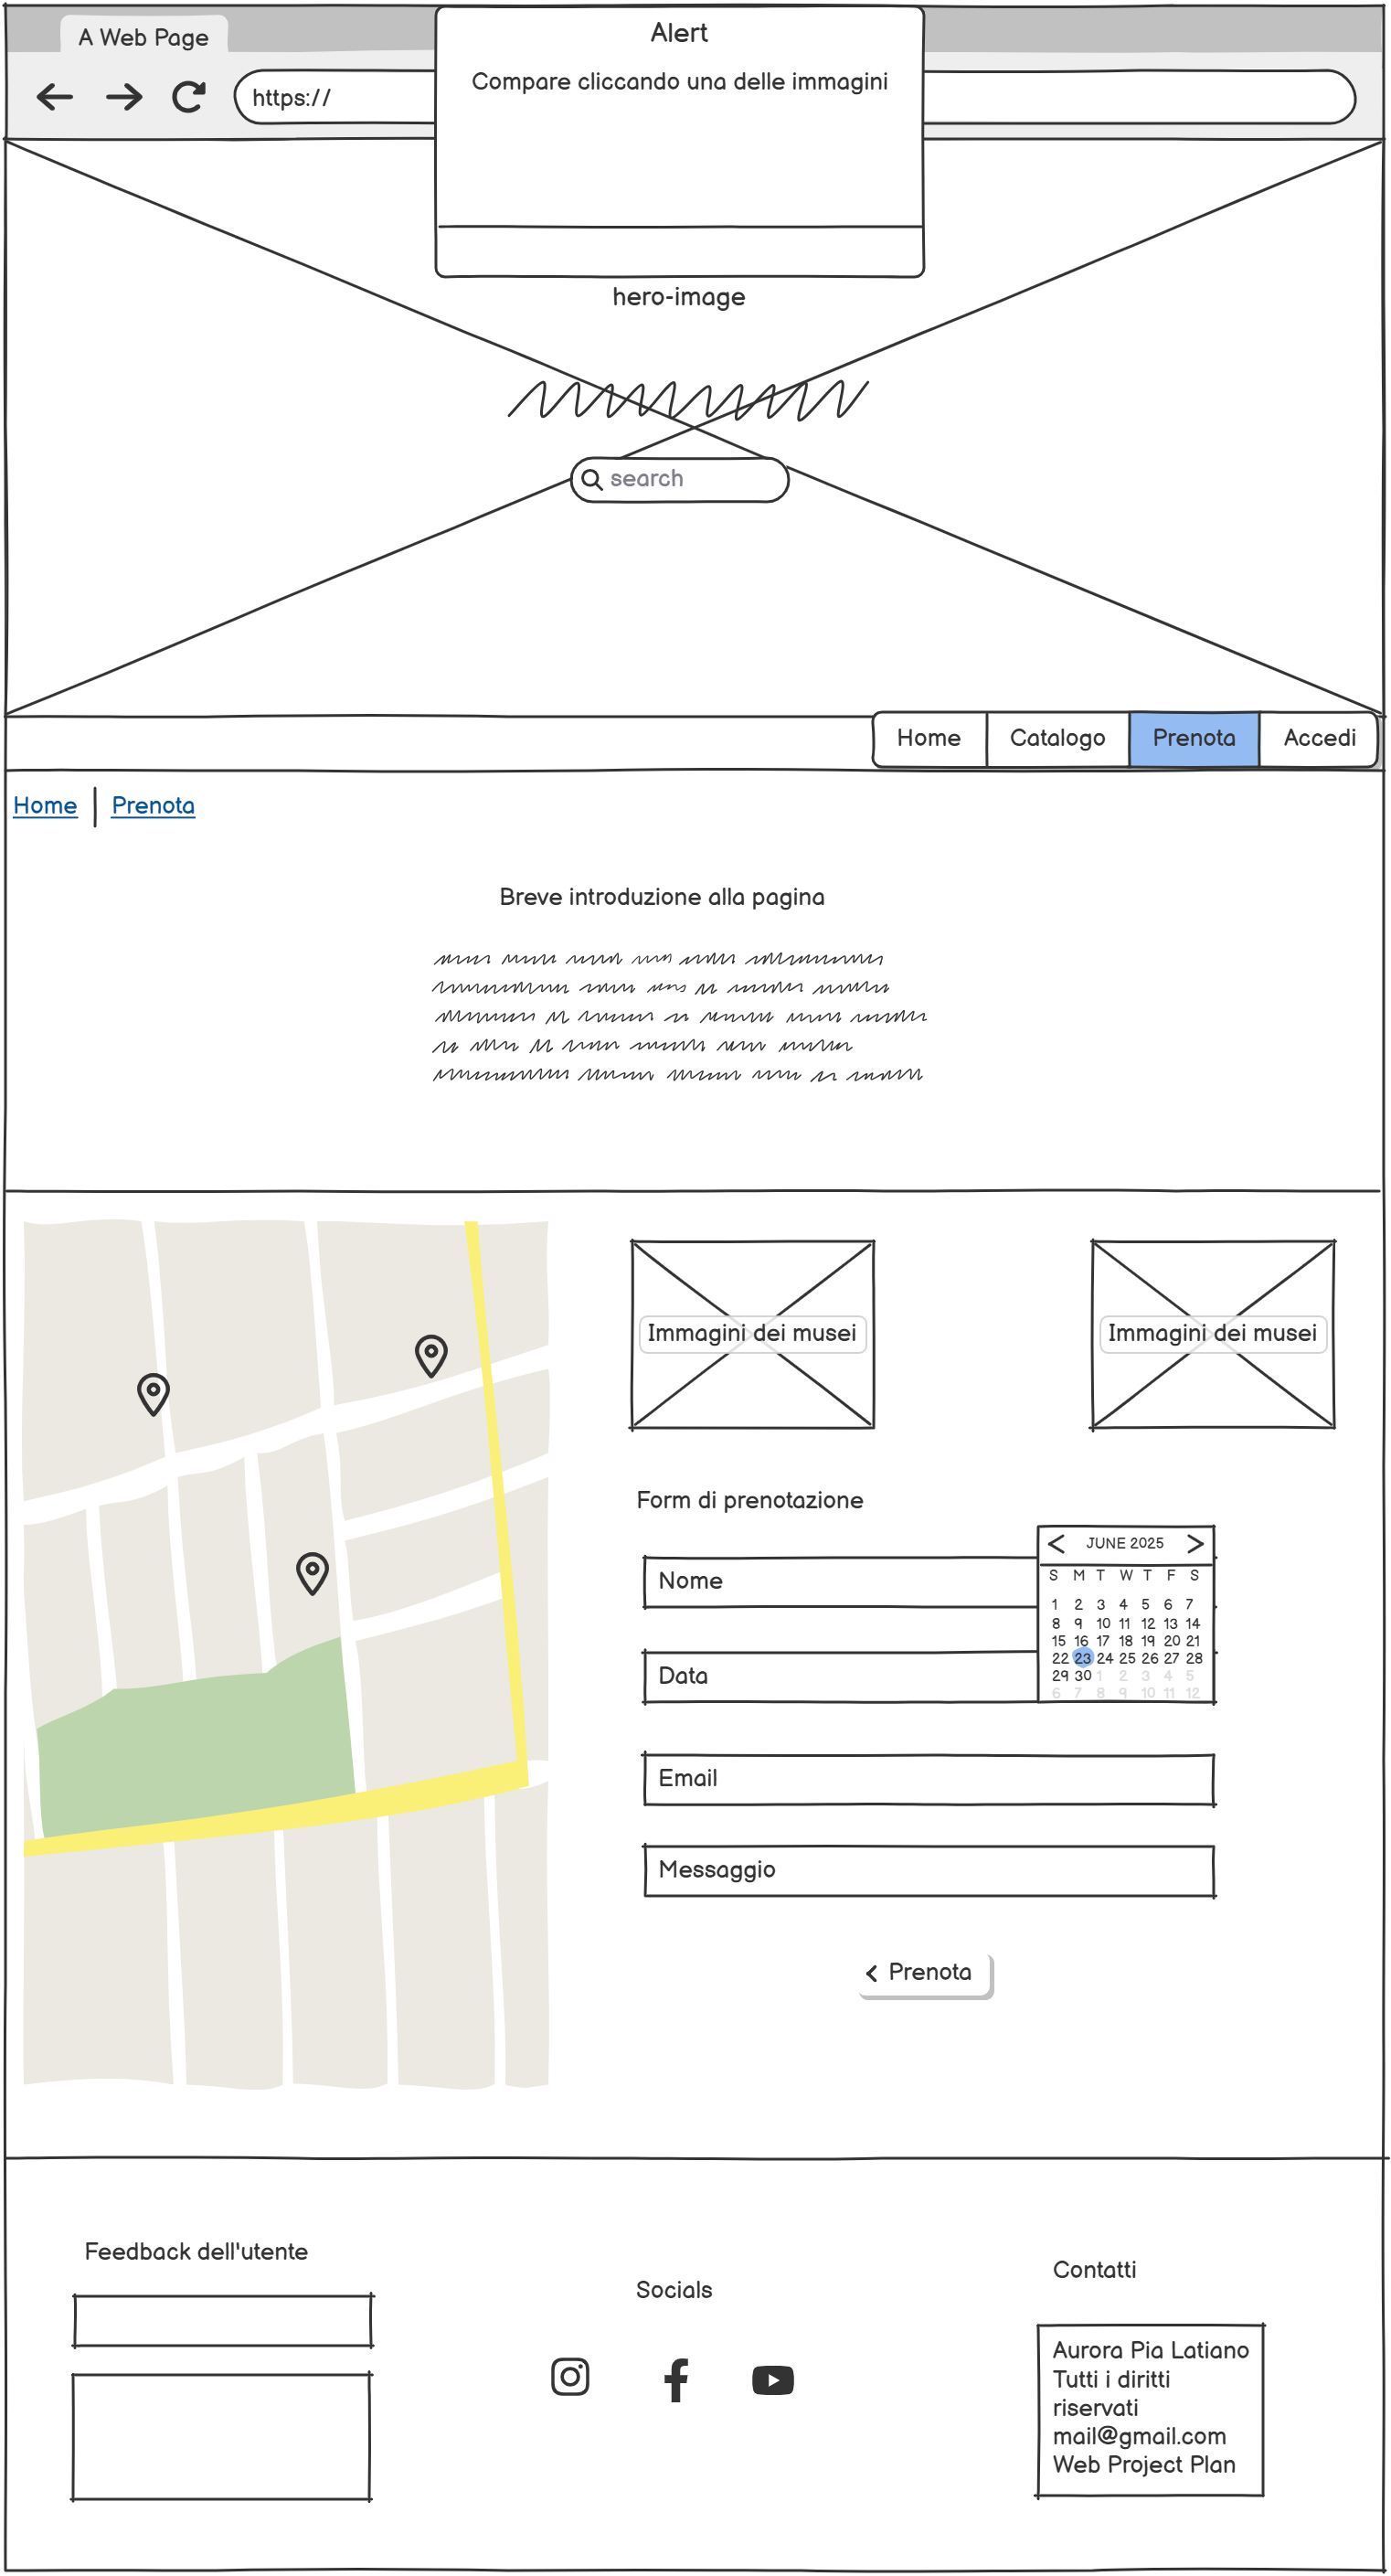 A Web Page
Alert
Compare cliccando una delle immagini
https://
hero-image
search
Home Catalogo Prenota Accedi
Home Prenota
Breve introduzione alla pagina
Immagini dei musei Immagini dei musei
Form di prenotazione
JUNE 2025
S M T W T F S
1 2 3 4 5 6 7
8 9 10 11 12 13 14
15 16 17 18 19 20 21
22 23 24 25 26 27 28
29 30 1 2 3 4 5
6 7 8 9 10 11 12
Nome
Data
Email
Messaggio
Prenota
Feedback dell'utente
Socials
Contatti
Aurora Pia Latiano
Tutti i diritti
riservati
mail@gmail.com
Web Project Plan